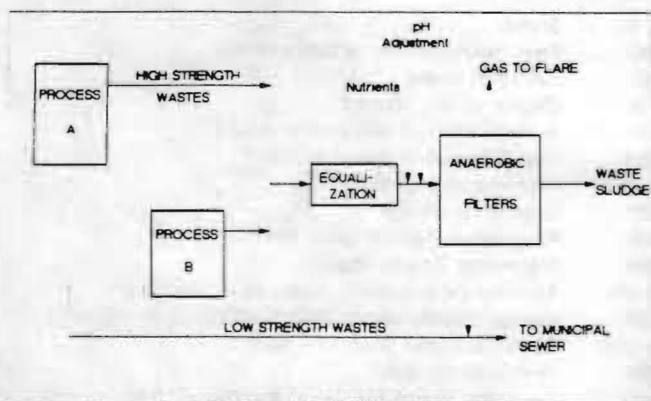 pH
Adjustment
GAS TO FLARE
HIGH STRENGTH
WASTES
Nutrients
PROCESS
A
EQUALI-
ZATION
ANAEROBIC
FILTERS
WASTE
SLUDGE
PROCESS
B
LOW STRENGTH WASTES
TO MUNICIPAL
SEWER